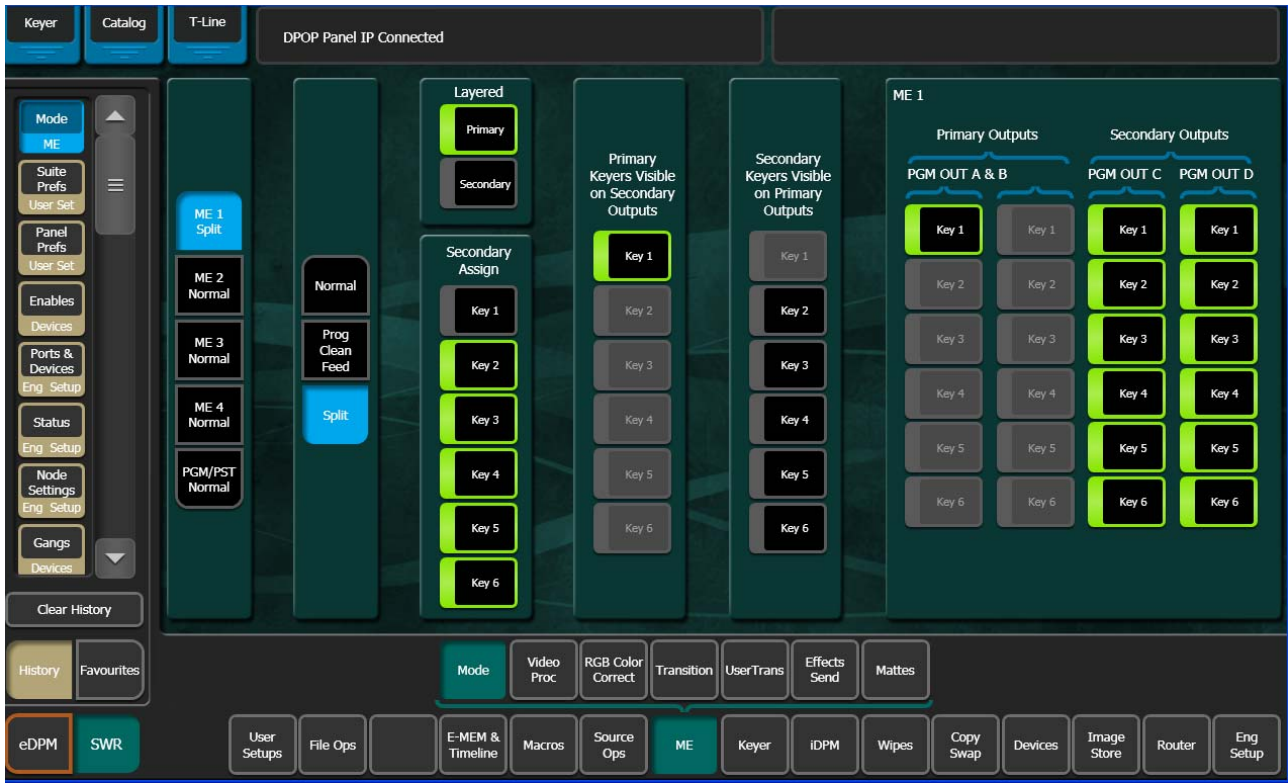 Keyer
Catalog
T-Line
DPOP Panel IP Connected
Mode
ME
Suite
Prefs
User Set
Panel
Prefs
User Set
Enables
Devices
Ports &
Devices
Eng Setup
Status
Eng Setup
Node
Settings
Eng Setup
Gangs
Devices
Clear History
History
Favourites
ME 1
Split
ME 2
Normal
ME 3
Normal
ME 4
Normal
PGM/PST
Normal
Normal
Prog
Clean
Feed
Split
Layered
Primary
Secondary
Secondary
Assign
Key 1
Key 2
Key 3
Key 4
Key 5
Key 6
Primary
Keyers Visible
on Secondary
Outputs
Key 1
Key 2
Key 3
Key 4
Key 5
Key 6
Secondary
Keyers Visible
on Primary
Outputs
Key 1
Key 2
Key 3
Key 4
Key 5
Key 6
ME 1
Primary Outputs Secondary Outputs
PGM OUT A & B PGM OUT C PGM OUT D
Key 1 Key 1 Key 1 Key 1
Key 2 Key 2 Key 2 Key 2
Key 3 Key 3 Key 3 Key 3
Key 4 Key 4 Key 4 Key 4
Key 5 Key 5 Key 5 Key 5
Key 6 Key 6 Key 6 Key 6
Mode
Video
Proc
RGB Color
Correct
Transition
UserTrans
Effects
Send
Mattes
eDPM
SWR
User
Setups
File Ops
E-MEM &
Timeline
Macros
Source
Ops
ME
Keyer
iDPM
Wipes
Copy
Swap
Devices
Image
Store
Router
Eng
Setup